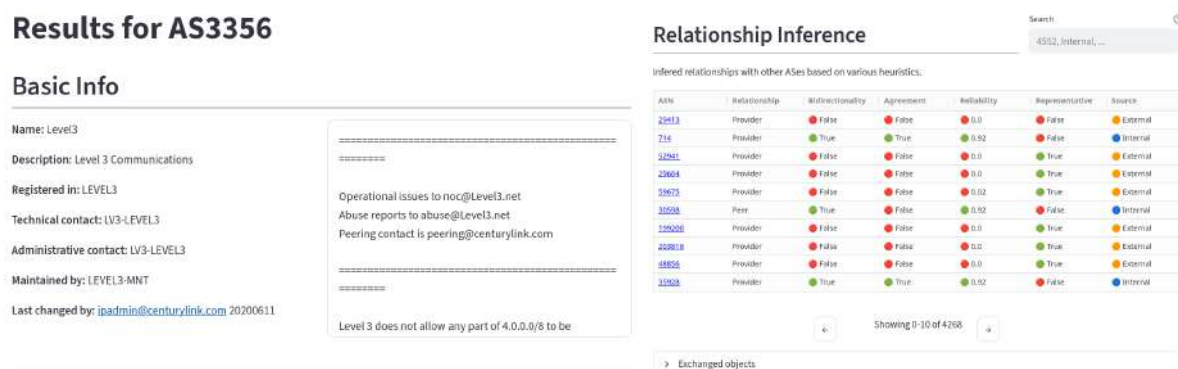 Results for AS3356
Basic Info
Name: Level3
Description: Level 3 Communications
Registered in: LEVEL3
Technical contact: LV3-LEVEL3
Administrative contact: LV3-LEVEL3
Maintained by: LEVEL3-MNT
Last changed by: ipadmin@centurylink.com 20200611
==============================================
========
Operational issues to noc@Level3.net
Abuse reports to abuse@Level3.net
Peering contact is peering@centurylink.com
==============================================
========
Level 3 does not allow any part of 4.0.0.0/8 to be
Relationship Inference
Search
4552, Internal, ...
Infered relationships with other ASes based on various heuristics.
ASN Relationship Bidirectionality Agreement Reliability Representative Source
29413 Provider False False 0.0 False External
714 Provider True True 0.92 False Internal
52941 Provider False False 0.0 True External
Provider False False 0.0 True External
59675 Provider False False 0.02 True External
Peer True False 0.92 False Internal
Provider False False 0.0 True External
Provider False False 0.0 True External
48856 Provider False False 0.0 True External
35928 Provider True True 0.92 False Internal
← Showing 0-10 of 4268 →
> Exchanged objects